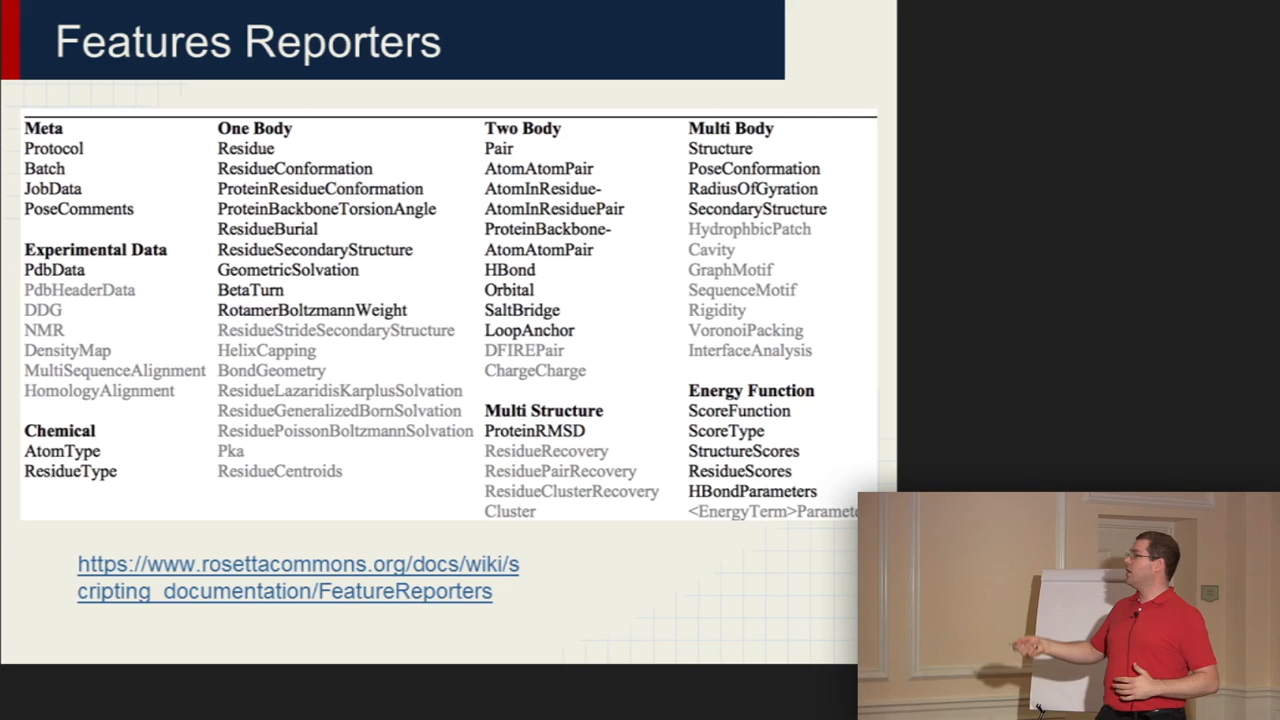 Features Reporters
Meta
Protocol
Batch
JobData
PoseComments
Experimental Data
PdbData
PdbHeaderData
DDG
NMR
DensityMap
MultiSequenceAlignment
HomologyAlignment
Chemical
AtomType
ResidueType
One Body
Residue
ResidueConformation
ProteinResidueConformation
ProteinBackboneTorsionAngle
ResidueBurial
ResidueSecondaryStructure
GeometricSolvation
BetaTurn
RotamerBoltzmannWeight
ResidueStrideSecondaryStructure
HelixCapping
BondGeometry
ResidueLazaridisKarplusSolvation
ResidueGeneralizedBornSolvation
ResiduePoissonBoltzmannSolvation
Pka
ResidueCentroids
Two Body
Pair
AtomAtomPair
AtomInResidue-
AtomInResiduePair
ProteinBackbone-
AtomAtomPair
HBond
Orbital
SaltBridge
LoopAnchor
DFIREPair
ChargeCharge
Multi Structure
ProteinRMSD
ResidueRecovery
ResiduePairRecovery
ResidueClusterRecovery
Cluster
Multi Body
Structure
PoseConformation
RadiusOfGyration
SecondaryStructure
HydrophbicPatch
Cavity
GraphMotif
SequenceMotif
Rigidity
VoronoiPacking
InterfaceAnalysis
Energy Function
ScoreFunction
ScoreType
StructureScores
ResidueScores
HBondParameters
<EnergyTerm>Paramete
https://www.rosettacommons.org/docs/wiki/s
cripting_documentation/FeatureReporters